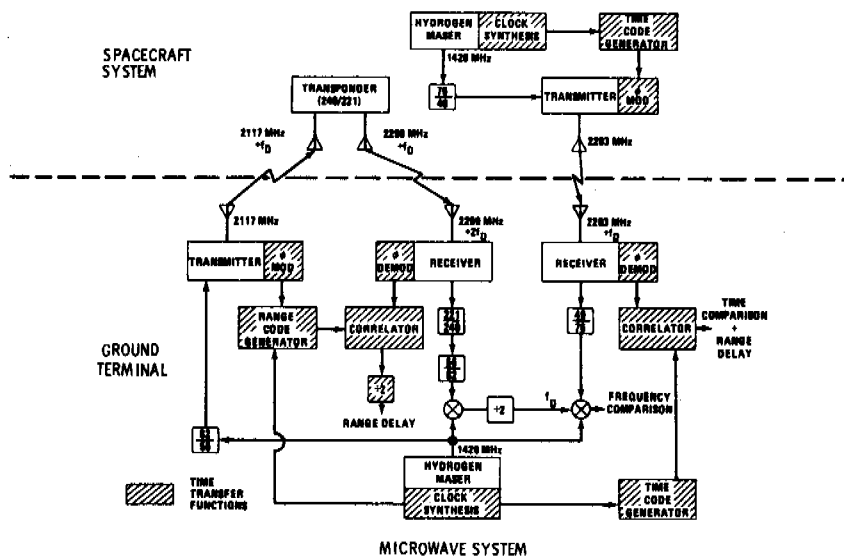 SPACECRAFT
SYSTEM
HYDROGEN
MASER
CLOCK
SYNTHESIS
TIME
CODE
GENERATOR
1420 MHz
TRANSPONDER
(240/221)
TRANSMITTER
φ
MOD
2117 MHz
+fD
2299 MHz
+fD
2203 MHz
2117 MHz
2299 MHz
+2fD
2203 MHz
+fD
TRANSMITTER
φ
MOD
φ
DEMOD
RECEIVER
RECEIVER
φ
DEMOD
GROUND
TERMINAL
RANGE
CODE
GENERATOR
CORRELATOR
221
240
CORRELATOR
TIME
COMPARISON
+
RANGE
DELAY
÷2
RANGE DELAY
÷2
fD
FREQUENCY
COMPARISON
1420 MHz
HYDROGEN
MASER
CLOCK
SYNTHESIS
TIME
CODE
GENERATOR
TIME
TRANSFER
FUNCTIONS
MICROWAVE SYSTEM